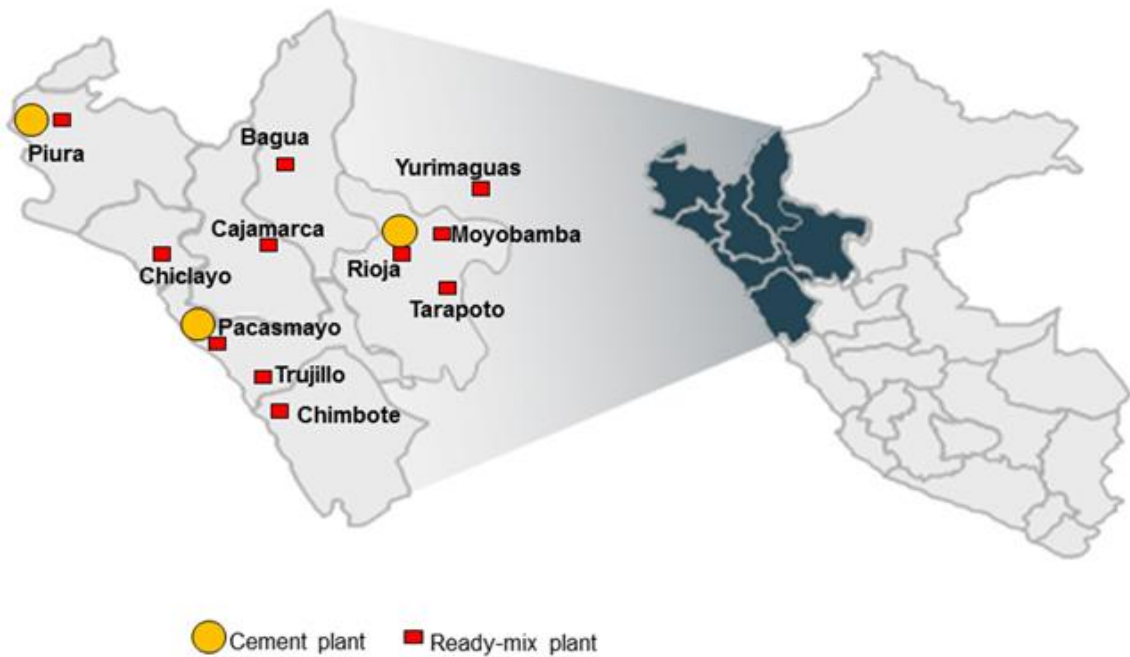 Piura
Bagua
Yurimaguas
Cajamarca
Moyobamba
Chiclayo
Rioja
Tarapoto
Pacasmayo
Trujillo
Chimbote
Cement plant
Ready-mix plant